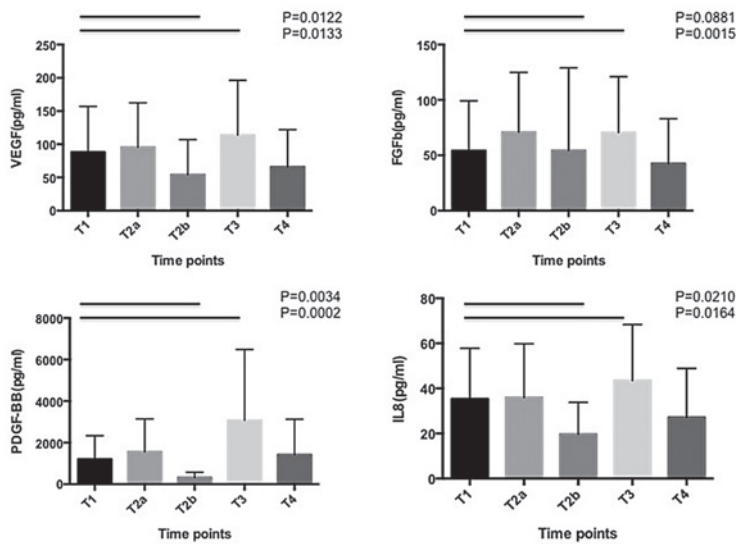 P=0.0122
P=0.0133
VEGF(pg/ml)
250
200
150
100
50
0
T1 T2a T2b T3 T4
Time points
P=0.0881
P=0.0015
FGFb(pg/ml)
150
100
50
0
T1 T2a T2b T3 T4
Time points
P=0.0034
P=0.0002
PDGF-BB(pg/ml)
8000
6000
4000
2000
0
T1 T2a T2b T3 T4
Time points
P=0.0210
P=0.0164
IL8(pg/ml)
80
60
40
20
0
T1 T2a T2b T3 T4
Time points